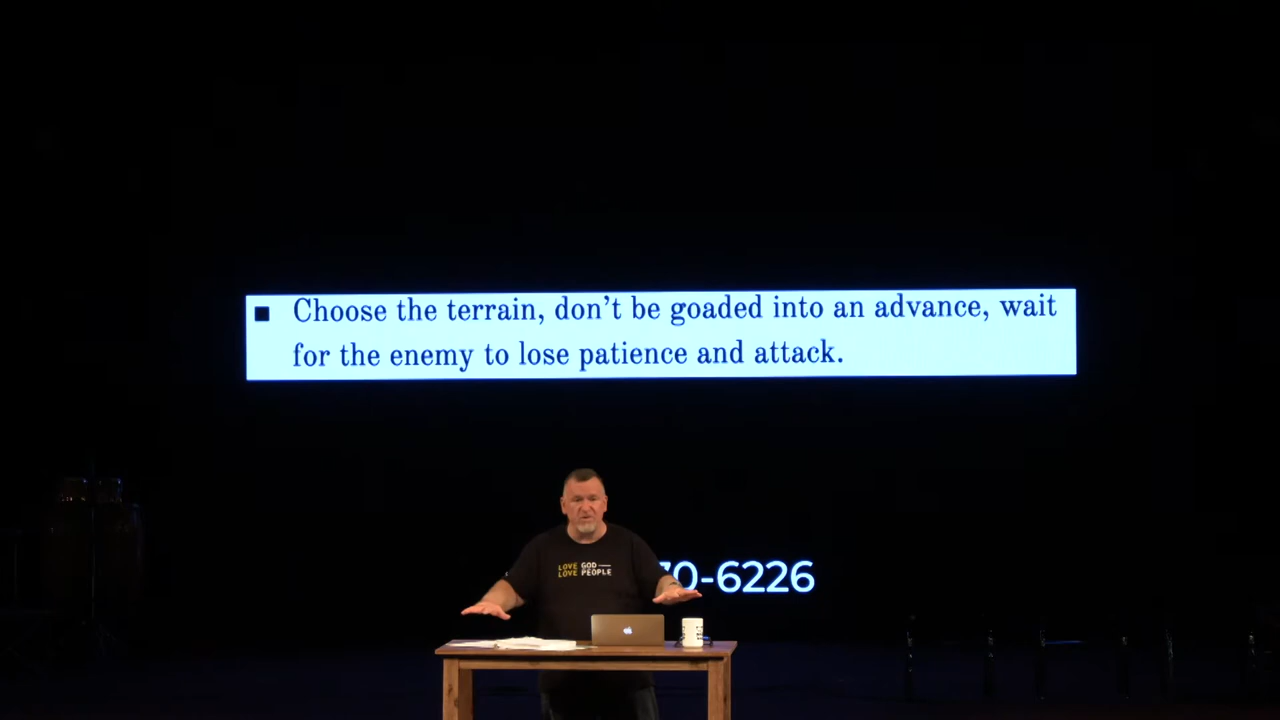 ■ Choose the terrain, don't be goaded into an advance, wait
for the enemy to lose patience and attack.
LOVE GOD—
LOVE PEOPLE
70-6226